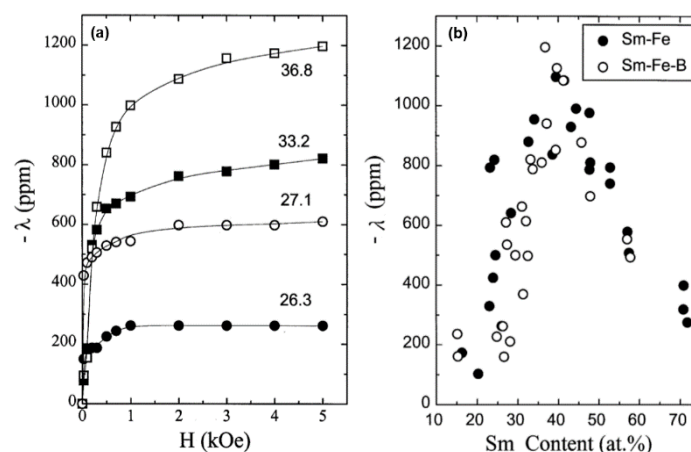 (a)
1200
1000
800
600
400
200
0
- λ (ppm)
36.8
33.2
27.1
26.3
0 1 2 3 4 5
H (kOe)
(b)
Sm-Fe
Sm-Fe-B
1200
1000
800
600
400
200
0
- λ (ppm)
10 20 30 40 50 60 70
Sm Content (at.%)